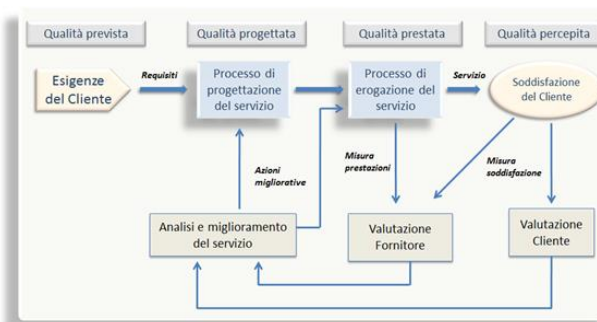 Qualità prevista
Qualità progettata
Qualità prestata
Qualità percepita
Esigenze
del Cliente
Requisiti
Processo di
progettazione
del servizio
Processo di
erogazione del
servizio
Servizio
Soddisfazione
del Cliente
Azioni
migliorative
Misura
prestazioni
Misura
soddisfazione
Analisi e miglioramento
del servizio
Valutazione
Fornitore
Valutazione
Cliente